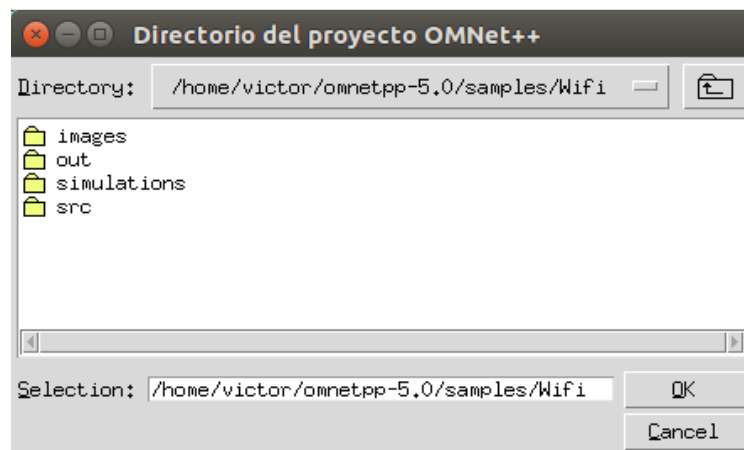 Directorio del proyecto OMNet++
Directory: /home/victor/omnetpp-5.0/samples/Wifi
images
out
simulations
src
Selection: /home/victor/omnetpp-5.0/samples/Wifi OK
Cancel